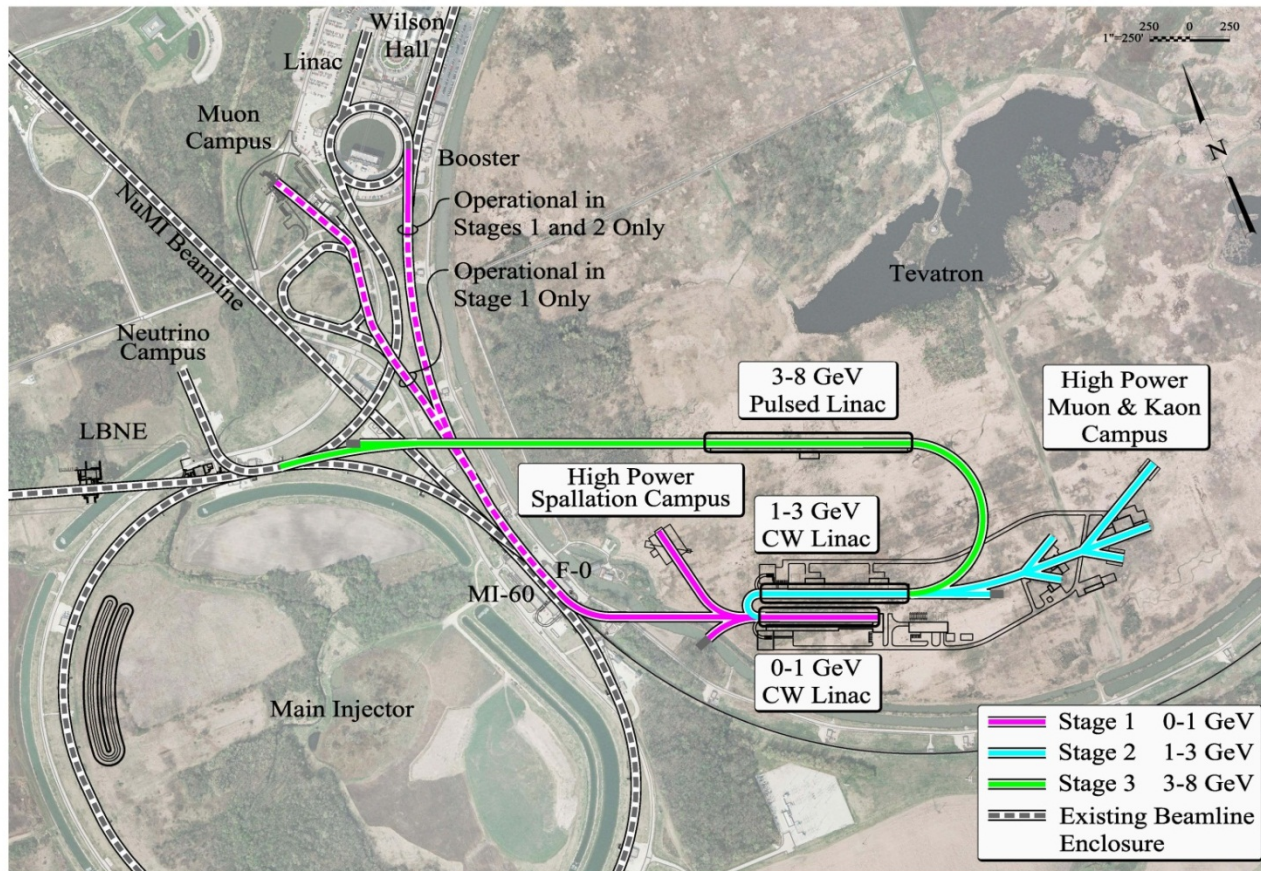 250 0 250
1"=250'
N
Wilson
Hall
Linac
Muon
Campus
Booster
Operational in
Stages 1 and 2 Only
NuMI Beamline
Operational in
Stage 1 Only
Tevatron
Neutrino
Campus
3-8 GeV
Pulsed Linac
High Power
Muon & Kaon
Campus
LBNE
High Power
Spallation Campus
1-3 GeV
CW Linac
F-0
MI-60
0-1 GeV
CW Linac
Main Injector
Stage 1 0-1 GeV
Stage 2 1-3 GeV
Stage 3 3-8 GeV
Existing Beamline
Enclosure